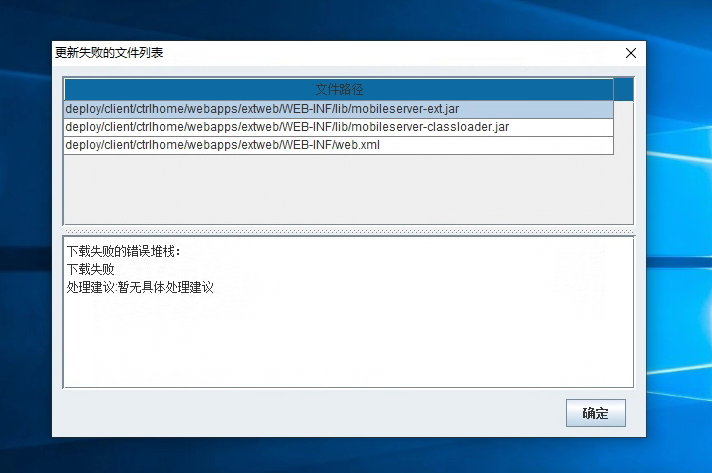 更新失败的文件列表
文件路径
deploy/client/ctrlhome/webapps/extweb/WEB-INF/lib/mobileserver-ext.jar
deploy/client/ctrlhome/webapps/extweb/WEB-INF/lib/mobileserver-classloader.jar
deploy/client/ctrlhome/webapps/extweb/WEB-INF/web.xml
下载失败的错误堆栈:
下载失败
处理建议:暂无具体处理建议
确定